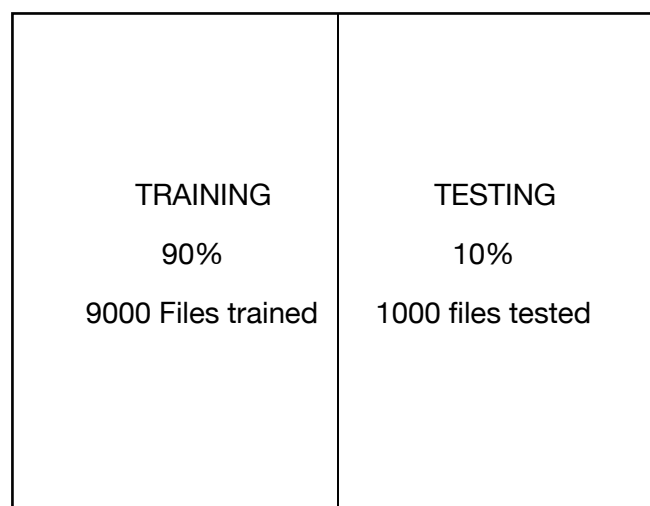 TRAINING
90%
9000 Files trained
TESTING
10%
1000 files tested